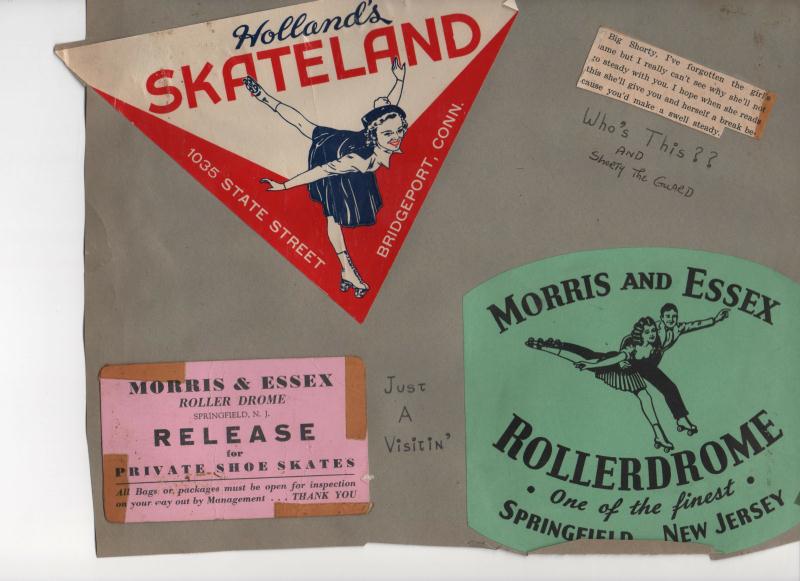 Holland's
SKATELAND
1035 STATE STREET
BRIDGEPORT, CONN.
Big Shorty, I've forgotten the girl's
ame but I really can't see why she'll not
go steady with you. I hope when she reads
this she'll give you and herself a break be-
cause you'd make a swell steady.
Who's This??
AND
Shorty The Guard
MORRIS AND ESSEX
ROLLERDROME
• One of the finest •
SPRINGFIELD, NEW JERSEY
MORRIS & ESSEX
ROLLER DROME
SPRINGFIELD, N. J.
RELEASE
for
PRIVATE SHOE SKATES
All Bags or packages must be open for inspection
on your way out by Management . . . THANK YOU
Just
A
Visitin'